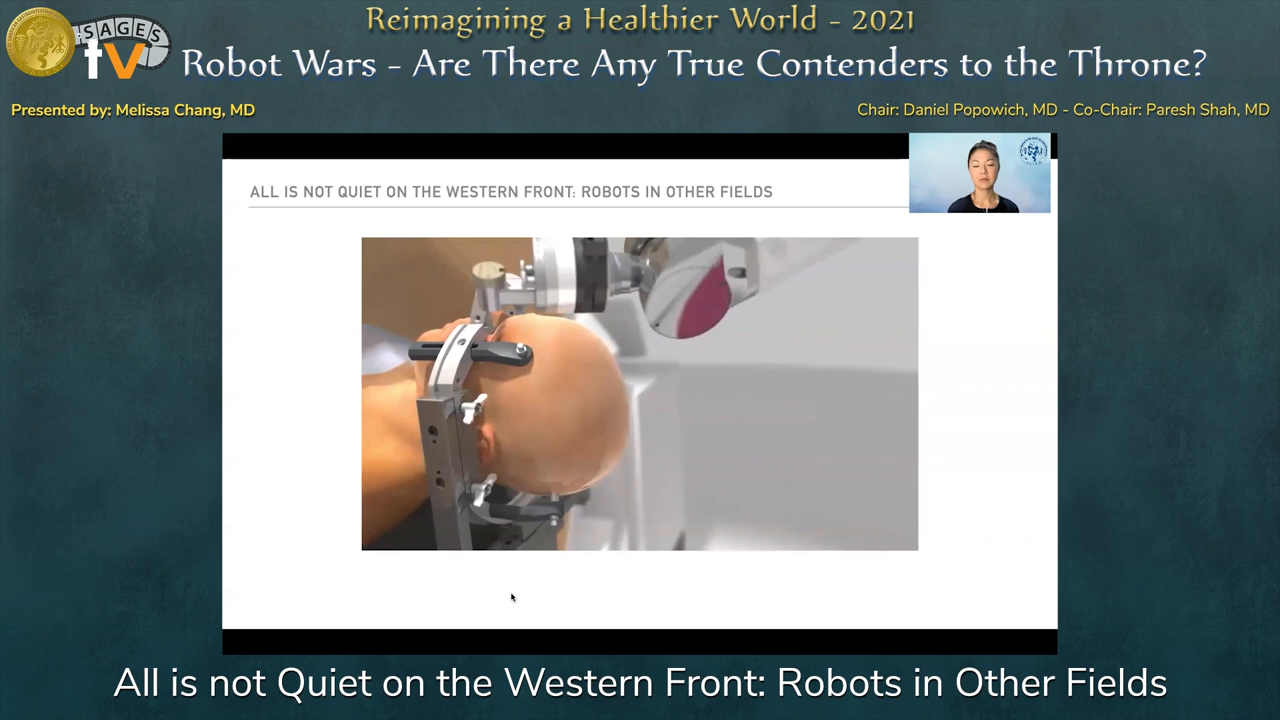 Reimagining a Healthier World - 2021
SAGES
tv
Robot Wars - Are There Any True Contenders to the Throne?
Presented by: Melissa Chang, MD
Chair: Daniel Popowich, MD - Co-Chair: Paresh Shah, MD
ALL IS NOT QUIET ON THE WESTERN FRONT: ROBOTS IN OTHER FIELDS
All is not Quiet on the Western Front: Robots in Other Fields